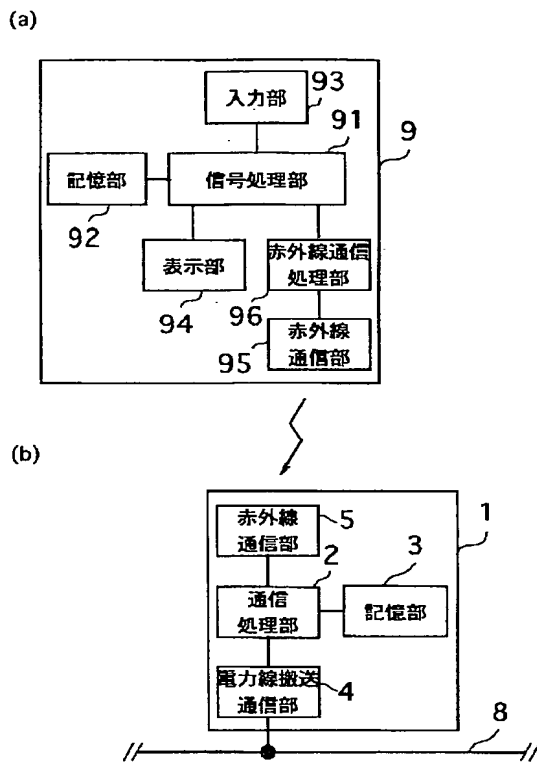 (a)
入力部
93
91
9
記憶部
信号処理部
92
表示部
赤外線通信
処理部
94
96
赤外線
通信部
95
(b)
赤外線
通信部
5
1
2
3
通信
処理部
記憶部
電力線搬送
通信部
4
8